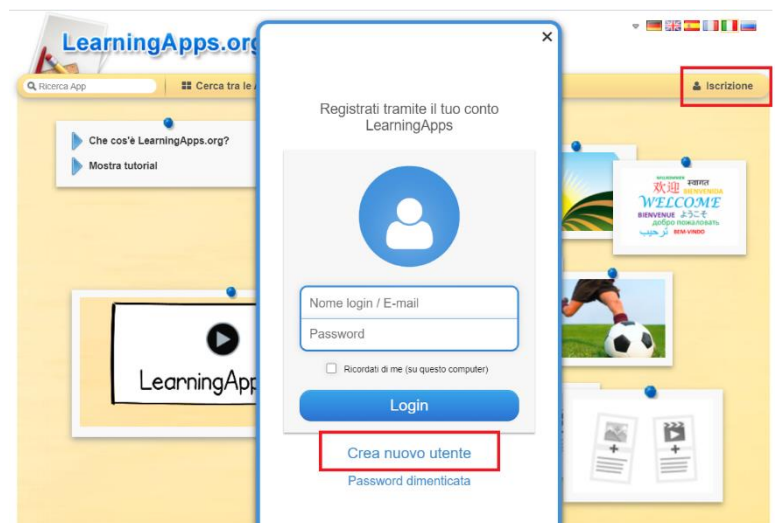 LearningApps.org
×
Ricerca App
Cerca tra le
Iscrizione
Che cos'è LearningApps.org?
Mostra tutorial
Registrati tramite il tuo conto
LearningApps
Nome login / E-mail
Password
Ricordati di me (su questo computer)
Login
Crea nuovo utente
Password dimenticata
LearningApp
欢迎 स्वागत
BIENVENIDA
WELCOME
BIENVENUE ようこそ
добро пожаловать
BEM VINDO